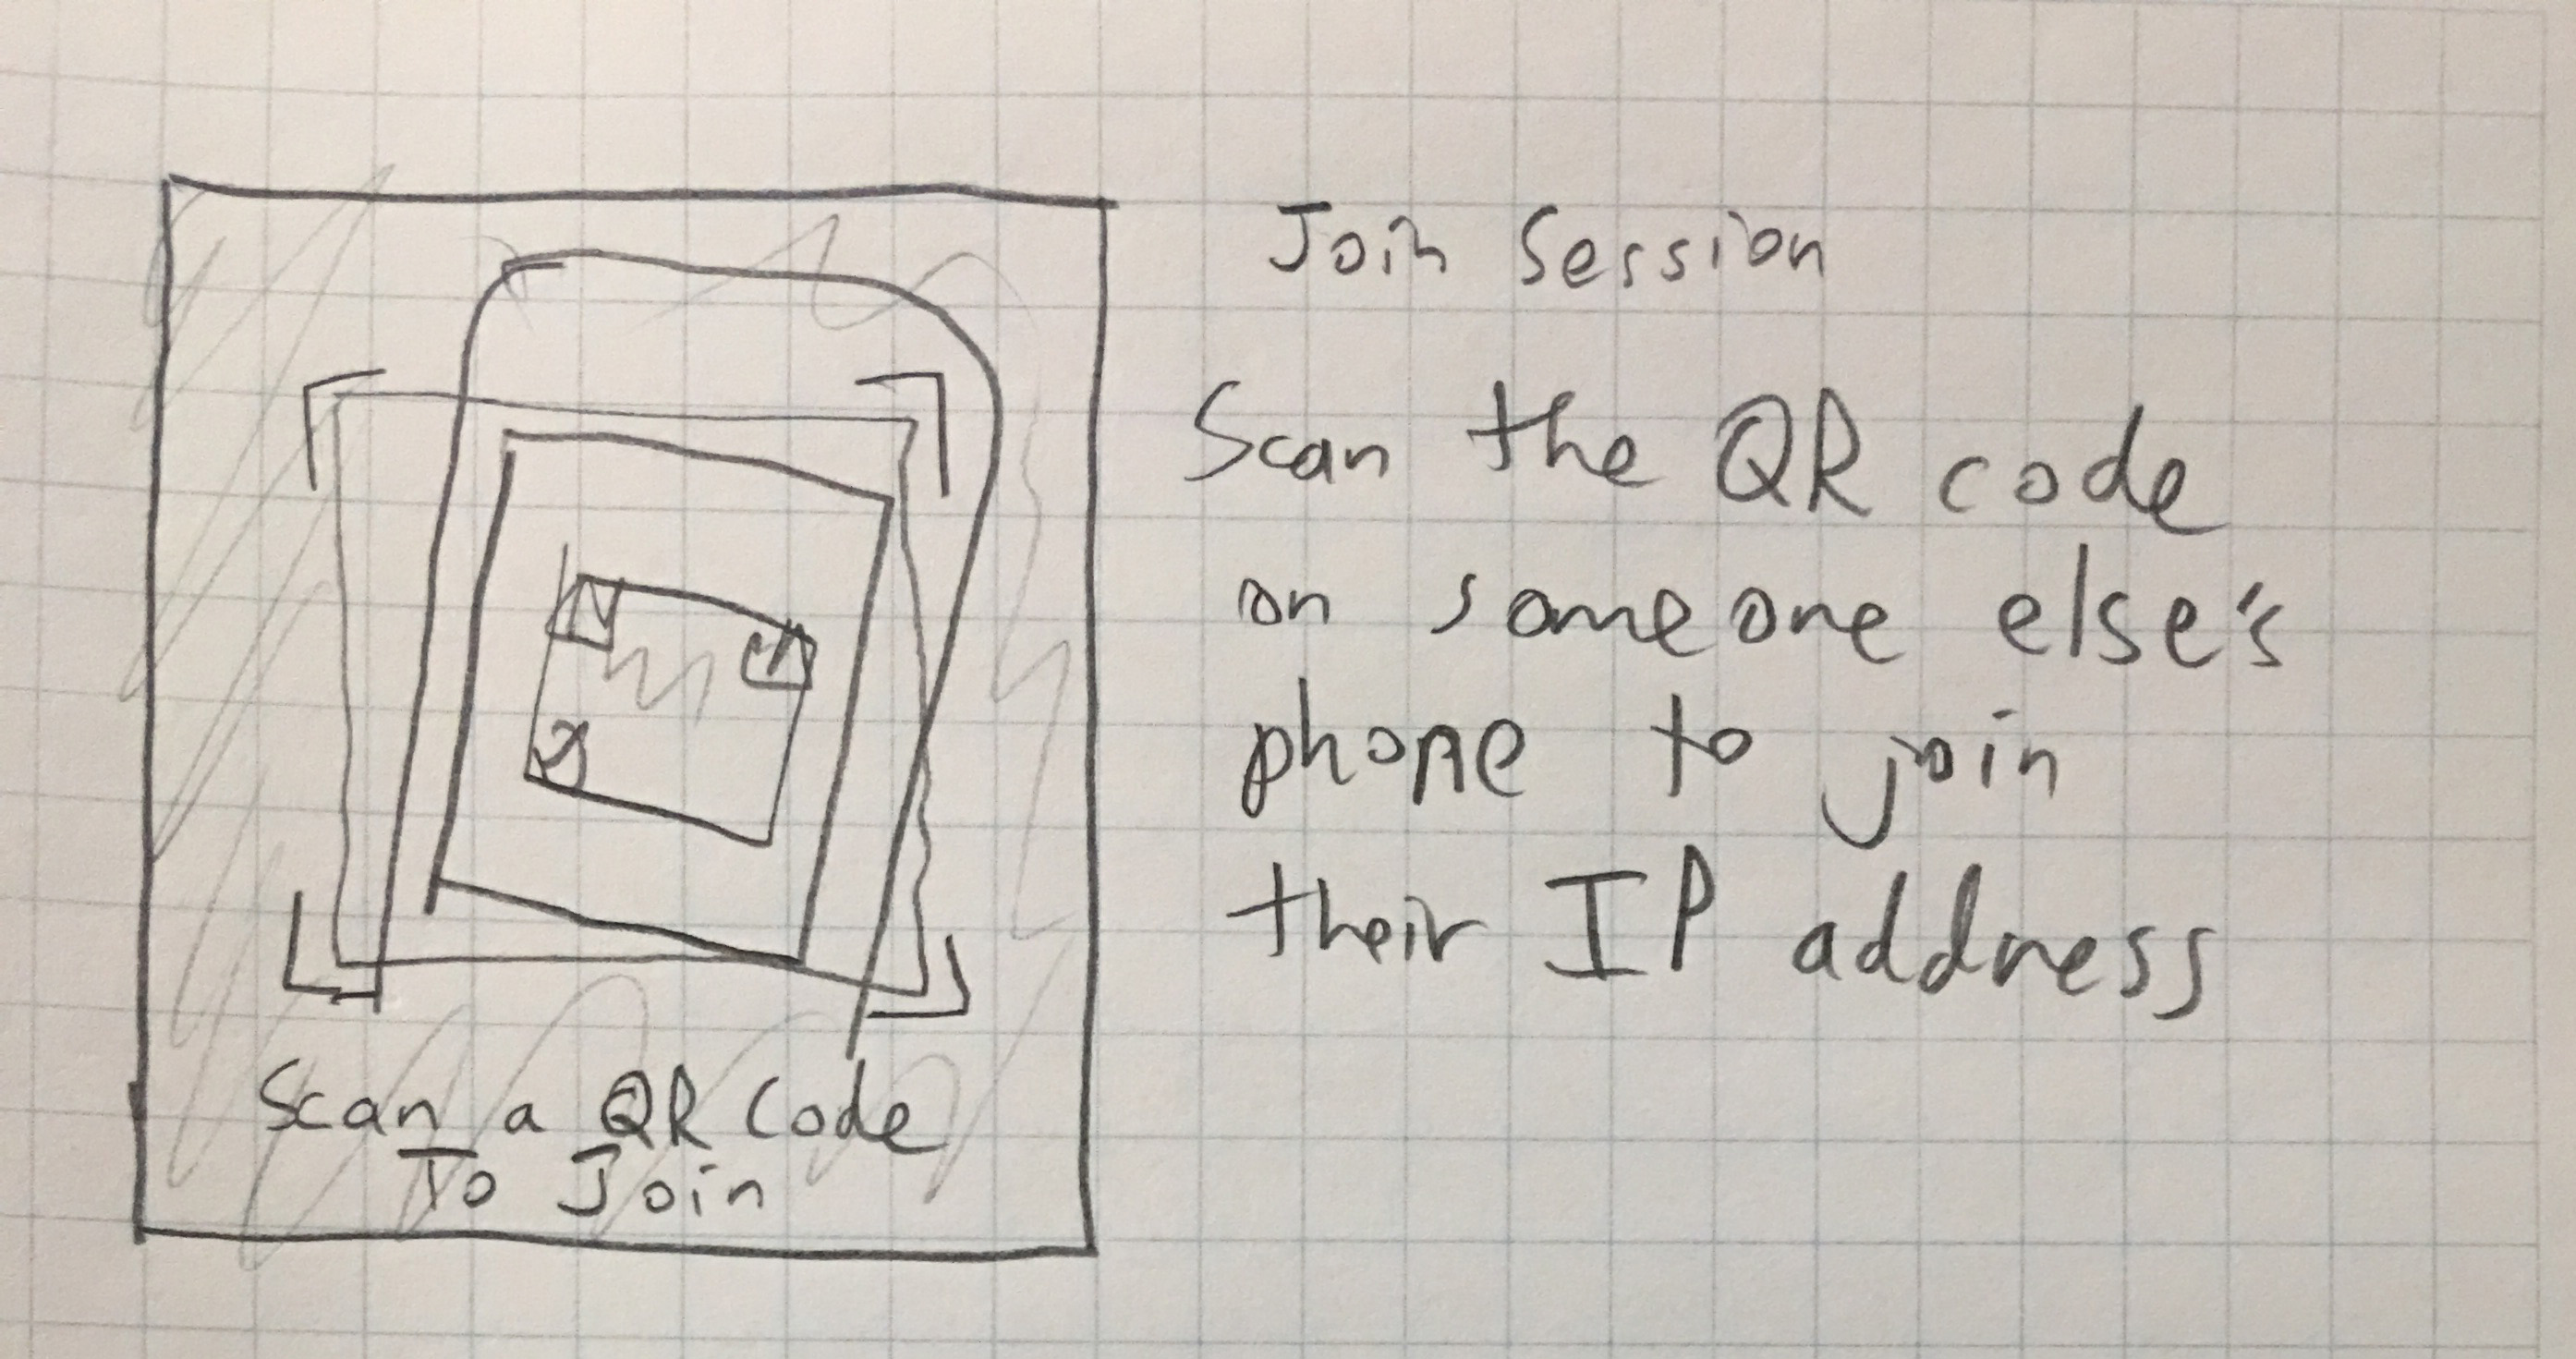 Join Session
Scan the QR code
on someone else's
phone to join
their IP address
Scan a QR Code
To Join